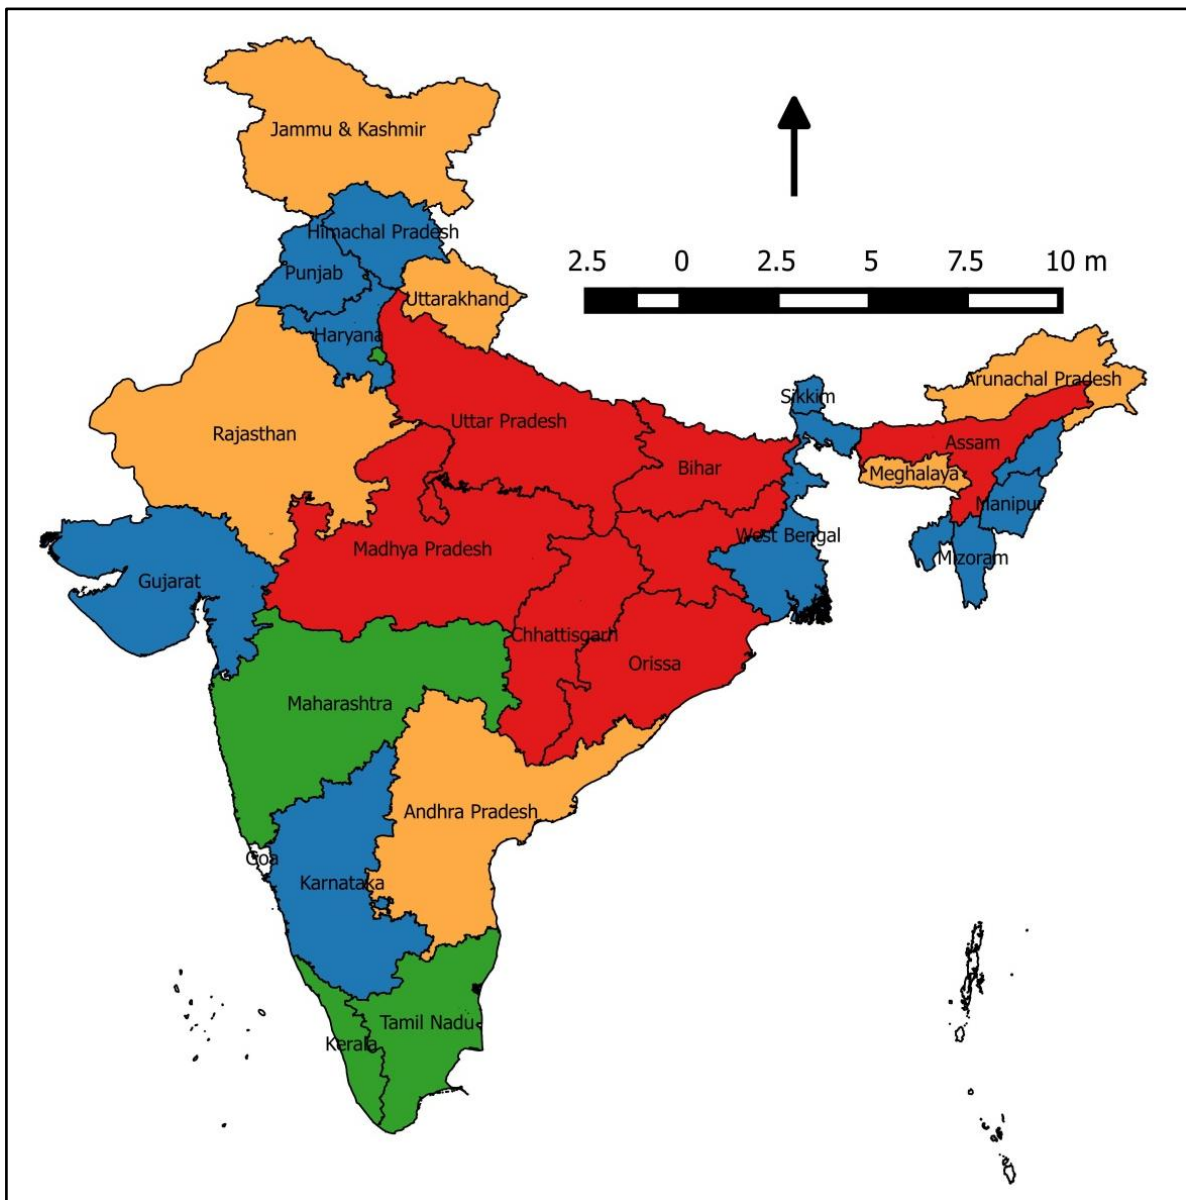 Jammu & Kashmir
Himachal Pradesh
Punjab
2.5 0 2.5 5 7.5 10 m
Uttarakhand
Haryana
Arunachal Pradesh
Sikkim
Uttar Pradesh
Rajasthan
Assam
Bihar
Meghalaya
Manipur
West Bengal
Madhya Pradesh
Mizoram
Gujarat
Chhattisgarh
Orissa
Maharashtra
Andhra Pradesh
Goa
Karnataka
Tamil Nadu
Kerala